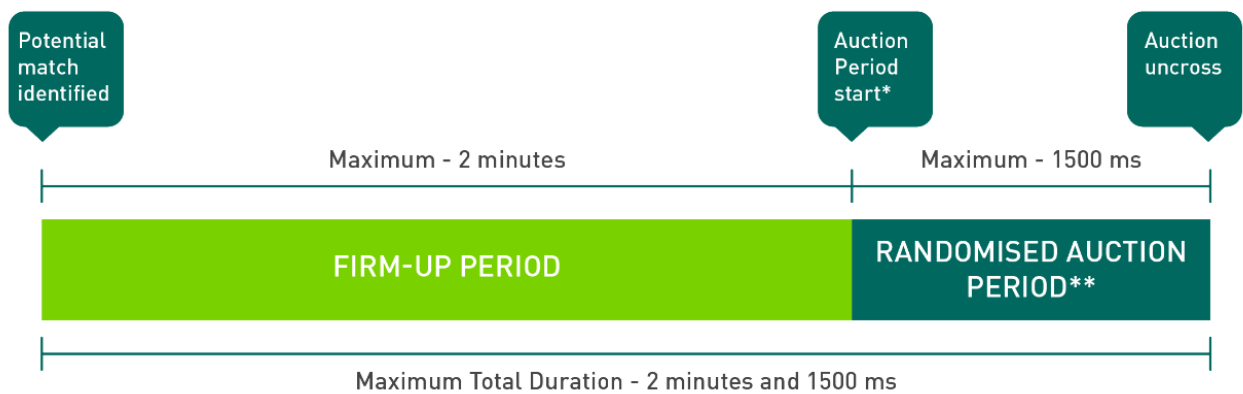 Potential
match
identified
Auction
Period
start*
Auction
uncross
Maximum - 2 minutes
Maximum - 1500 ms
FIRM-UP PERIOD
RANDOMISED AUCTION
PERIOD**
Maximum Total Duration - 2 minutes and 1500 ms